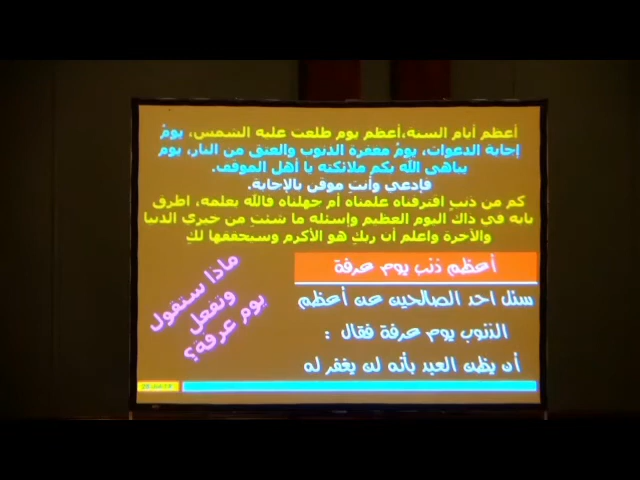 أعظم أيام السنة،أعظم يوم طلعت عليه الشمس، يومُ
إجابة الدعوات، يومُ مغفرة الذنوب والعتق من النار، يوم
يباهي الله بكم ملائكته يا أهل الموقف.
فإدعي وأنتِ موقن بالإجابة.
كم من ذنبٍ اقترفناه علمناه أم جهلناه فالله يعلمه، اطرق
بابه في ذاك اليوم العظيم وإسئله ما شئتِ من خيري الدنيا
والآخرة واعلم أن ربكِ هو الأكرم وسيحققها لكِ
أعظم ذنب يوم عرفة
سئل احد الصالحين عن أعظم
الذنوب يوم عرفة فقال :
أن يظن العبد بأنه لن يغفر له
ماذا ستقول
وتفعل
يوم عرفة؟